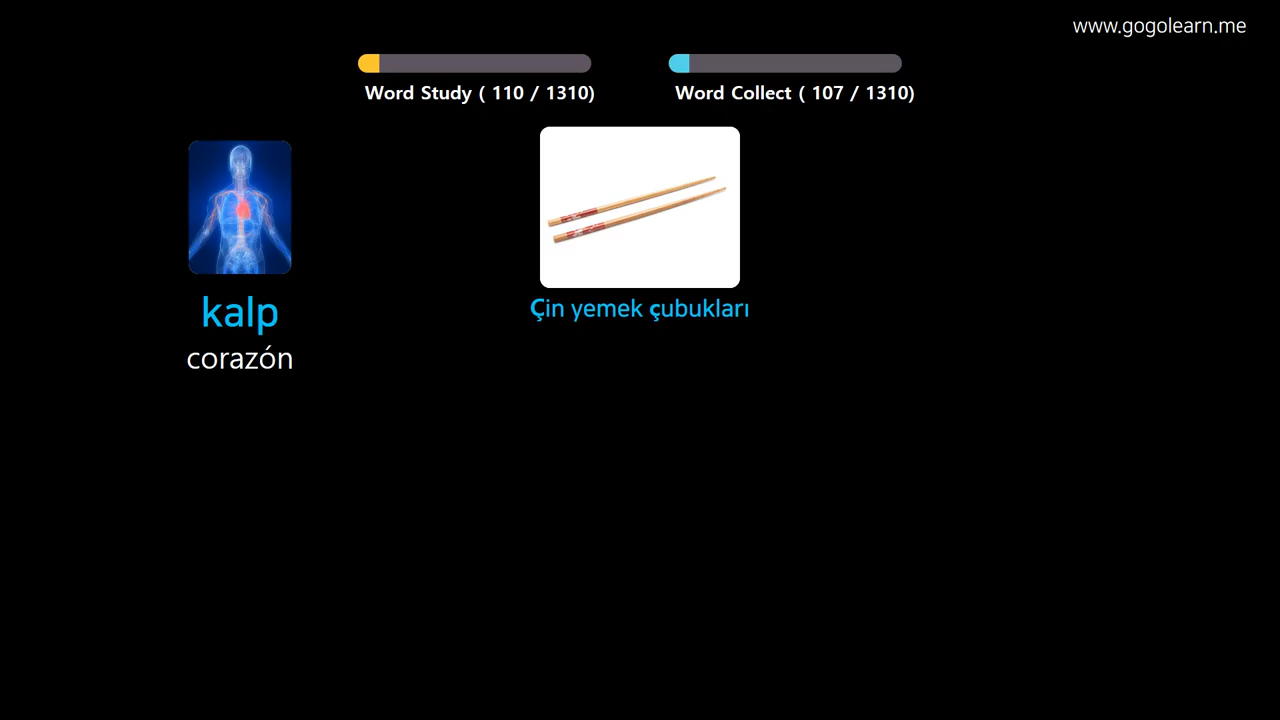 www.gogolearn.me
Word Study ( 110 / 1310)
Word Collect ( 107 / 1310)
kalp
corazón
Çin yemek çubukları